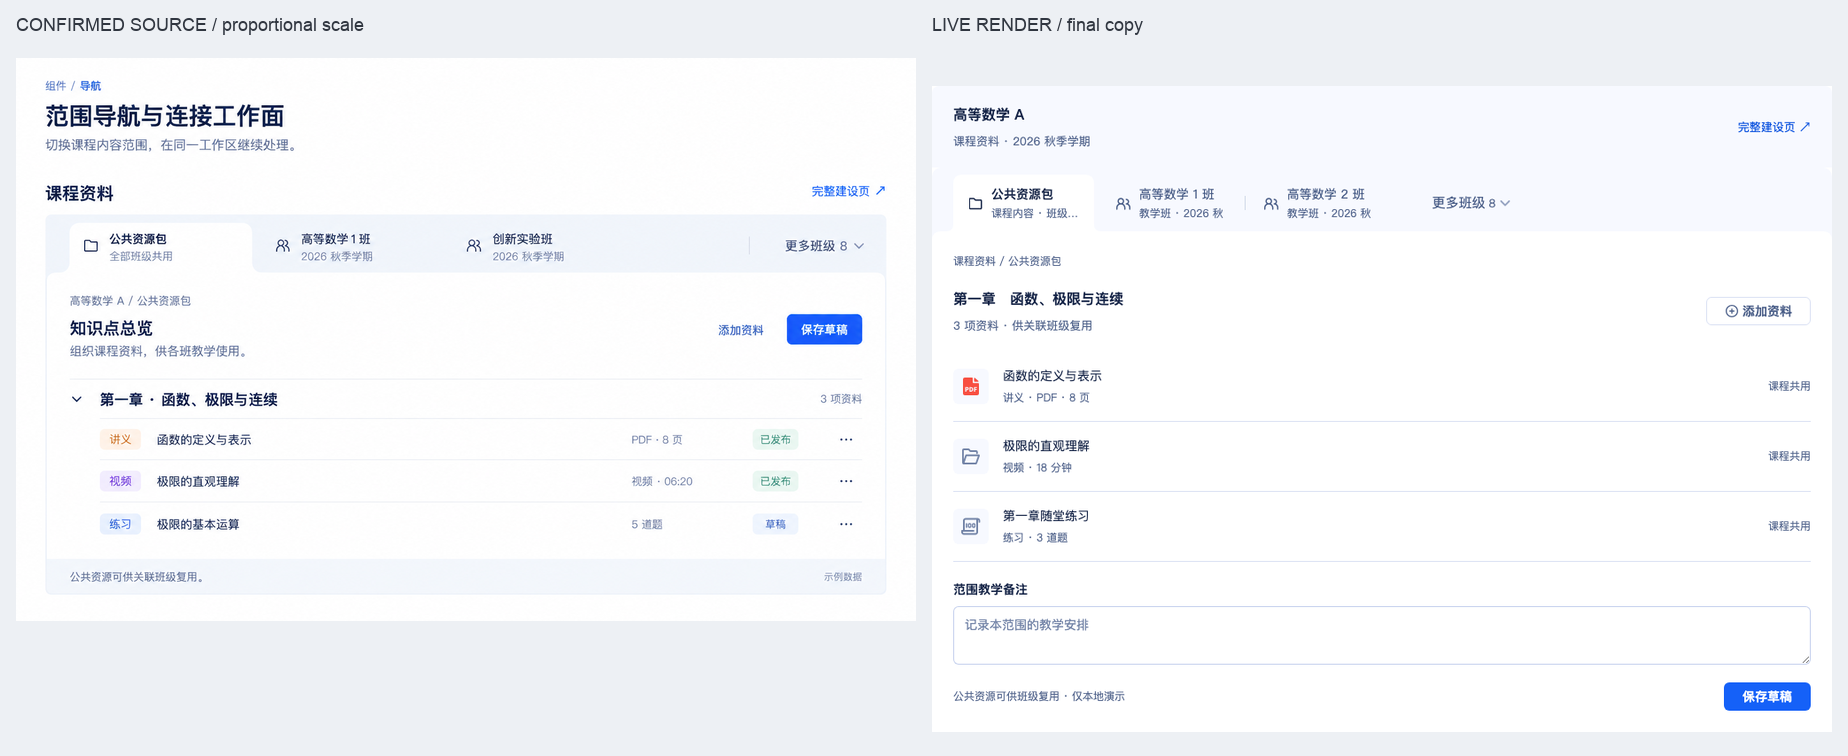 CONFIRMED SOURCE / proportional scale
组件 / 导航
范围导航与连接工作面
切换课程内容范围，在同一工作区继续处理。
课程资料
完整建设页 ↗
公共资源包
全部班级共用
高等数学 1 班
2026 秋季学期
创新实验班
2026 秋季学期
更多班级 8
高等数学 A / 公共资源包
知识点总览
组织课程资料，供各班教学使用。
添加资料
保存草稿
第一章 · 函数、极限与连续
3 项资料
讲义 函数的定义与表示 PDF · 8 页 已发布 ···
视频 极限的直观理解 视频 · 06:20 已发布 ···
练习 极限的基本运算 5 道题 草稿 ···
公共资源可供关联班级复用。
示例数据
LIVE RENDER / final copy
高等数学 A
课程资料 · 2026 秋季学期
完整建设页 ↗
公共资源包
课程内容 · 班级...
高等数学 1 班
教学班 · 2026 秋
高等数学 2 班
教学班 · 2026 秋
更多班级 8
课程资料 / 公共资源包
第一章 函数、极限与连续
3 项资料 · 供关联班级复用
添加资料
PDF
函数的定义与表示
讲义 · PDF · 8 页
课程共用
极限的直观理解
视频 · 18 分钟
课程共用
100
第一章随堂练习
练习 · 3 道题
课程共用
范围教学备注
记录本范围的教学安排
公共资源可供班级复用 · 仅本地演示
保存草稿